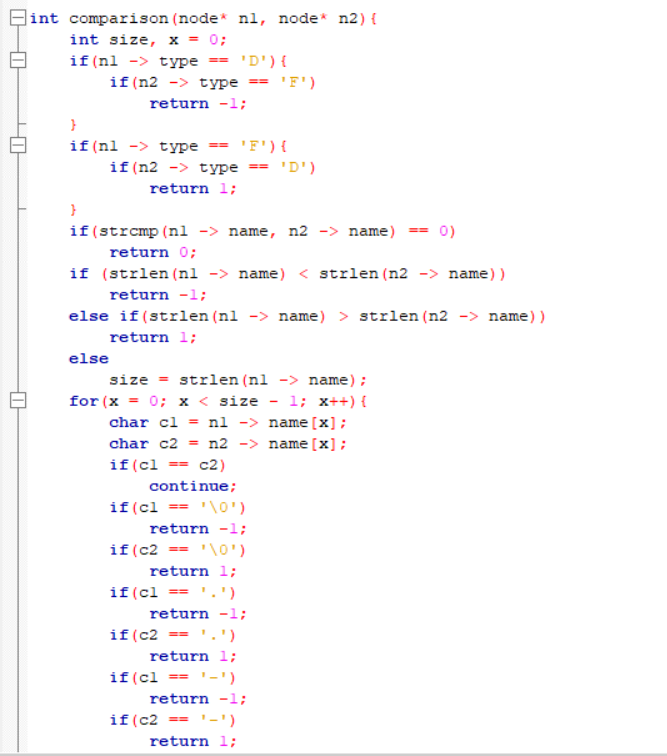 int comparison(node* n1, node* n2){
    int size, x = 0;
    if(n1 -> type == 'D'){
        if(n2 -> type == 'F')
            return -1;
    }
    if(n1 -> type == 'F'){
        if(n2 -> type == 'D')
            return 1;
    }
    if(strcmp(n1 -> name, n2 -> name) == 0)
        return 0;
    if (strlen(n1 -> name) < strlen(n2 -> name))
        return -1;
    else if(strlen(n1 -> name) > strlen(n2 -> name))
        return 1;
    else
        size = strlen(n1 -> name);
    for(x = 0; x < size - 1; x++){
        char c1 = n1 -> name[x];
        char c2 = n2 -> name[x];
        if(c1 == c2)
            continue;
        if(c1 == '\0')
            return -1;
        if(c2 == '\0')
            return 1;
        if(c1 == '.')
            return -1;
        if(c2 == '.')
            return 1;
        if(c1 == '-')
            return -1;
        if(c2 == '-')
            return 1;